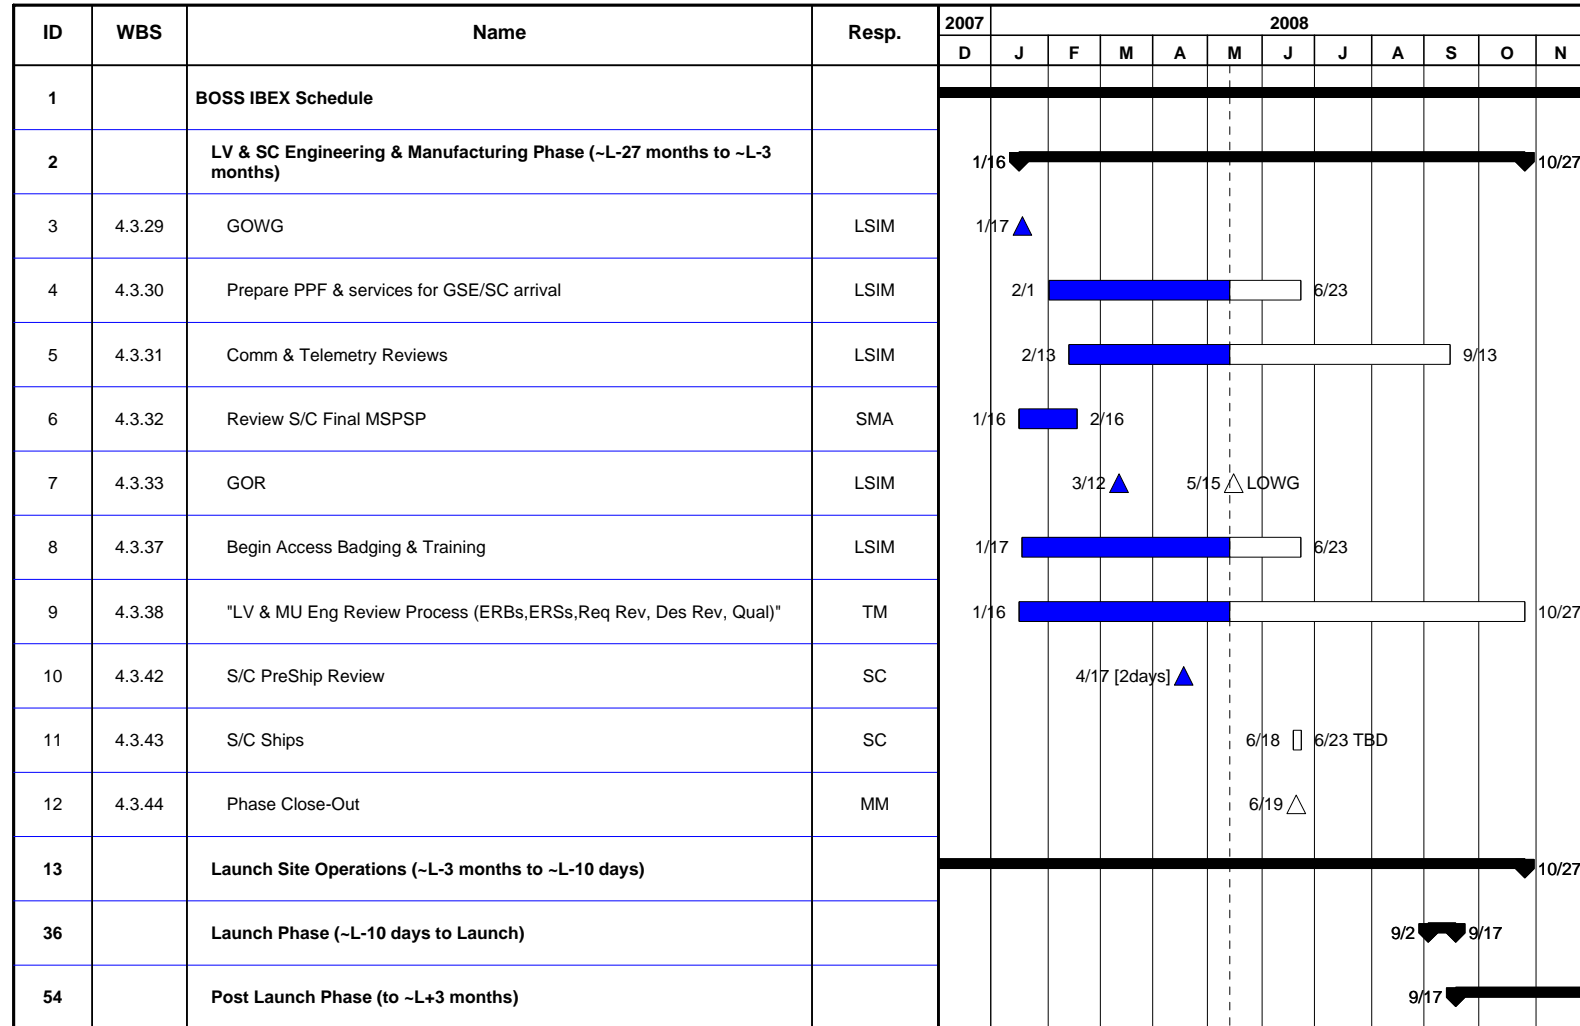 ID WBS Name Resp. 2007 2008
D J F M A M J J A S O N
1 BOSS IBEX Schedule
2 LV & SC Engineering & Manufacturing Phase (~L-27 months to ~L-3 1/16 10/27
months)
3 4.3.29 GOWG LSIM 1/17
4 4.3.30 Prepare PPF & services for GSE/SC arrival LSIM 2/1 6/23
5 4.3.31 Comm & Telemetry Reviews LSIM 2/13 9/13
6 4.3.32 Review S/C Final MSPSP SMA 1/16 2/16
7 4.3.33 GOR LSIM 3/12 5/15 LOWG
8 4.3.37 Begin Access Badging & Training LSIM 1/17 6/23
9 4.3.38 "LV & MU Eng Review Process (ERBs,ERSs,Req Rev, Des Rev, Qual)" TM 1/16 10/27
10 4.3.42 S/C PreShip Review SC 4/17 [2days]
11 4.3.43 S/C Ships SC 6/18 6/23 TBD
12 4.3.44 Phase Close-Out MM 6/19
13 Launch Site Operations (~L-3 months to ~L-10 days) 10/27
36 Launch Phase (~L-10 days to Launch) 9/2 9/17
54 Post Launch Phase (to ~L+3 months) 9/17